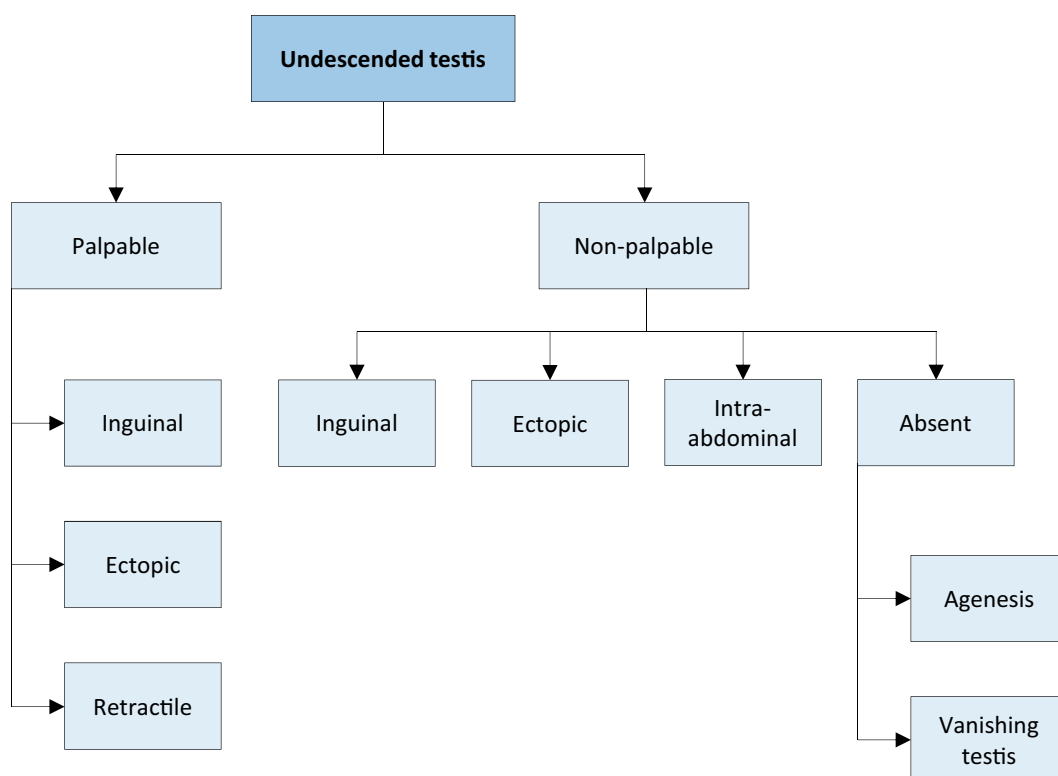 Undescended testis
Palpable
Non-palpable
Inguinal
Inguinal
Ectopic
Intra-
abdominal
Absent
Ectopic
Agenesis
Retractile
Vanishing
testis